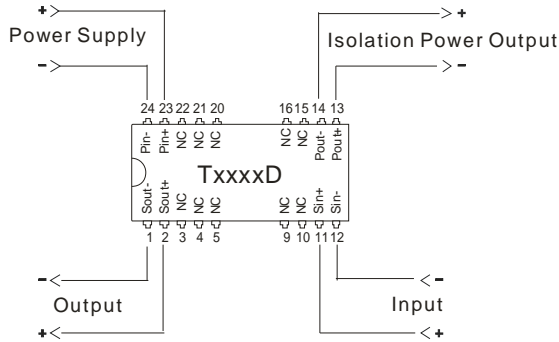 + +
Power Supply Isolation Power Output
- -
24 23 22 21 20 16 15 14 13
Pin- Pin+ NC NC NC NC NC Pout- Pout+
TxxxxD
Sout- Sout+ NC NC NC NC NC Sin+ Sin-
1 2 3 4 5 9 10 11 12
- -
Output Input
+ +